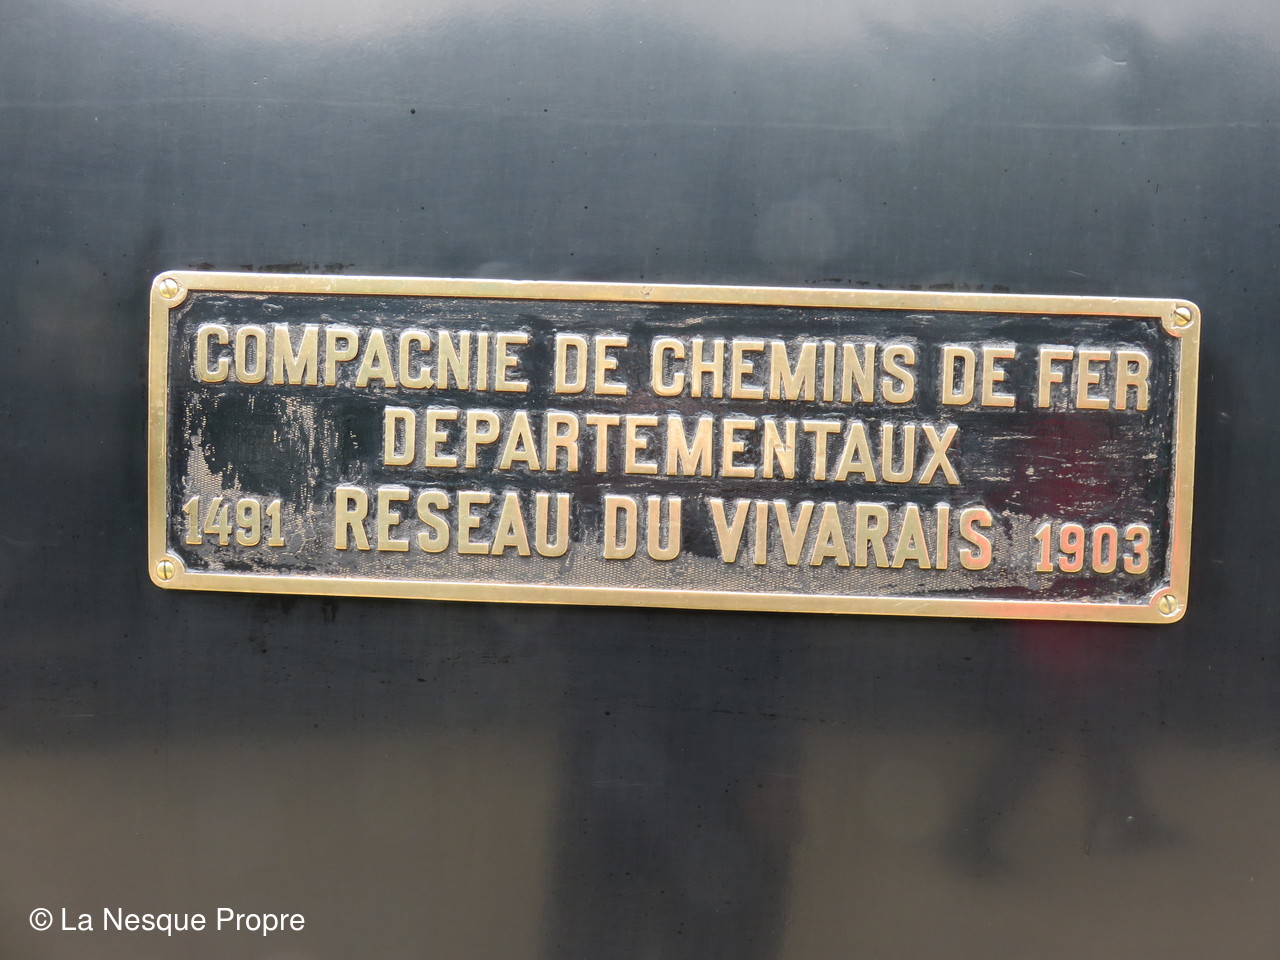 COMPAGNIE DE CHEMINS DE FER
DEPARTEMENTAUX
1491 RESEAU DU VIVARAIS 1903
© La Nesque Propre